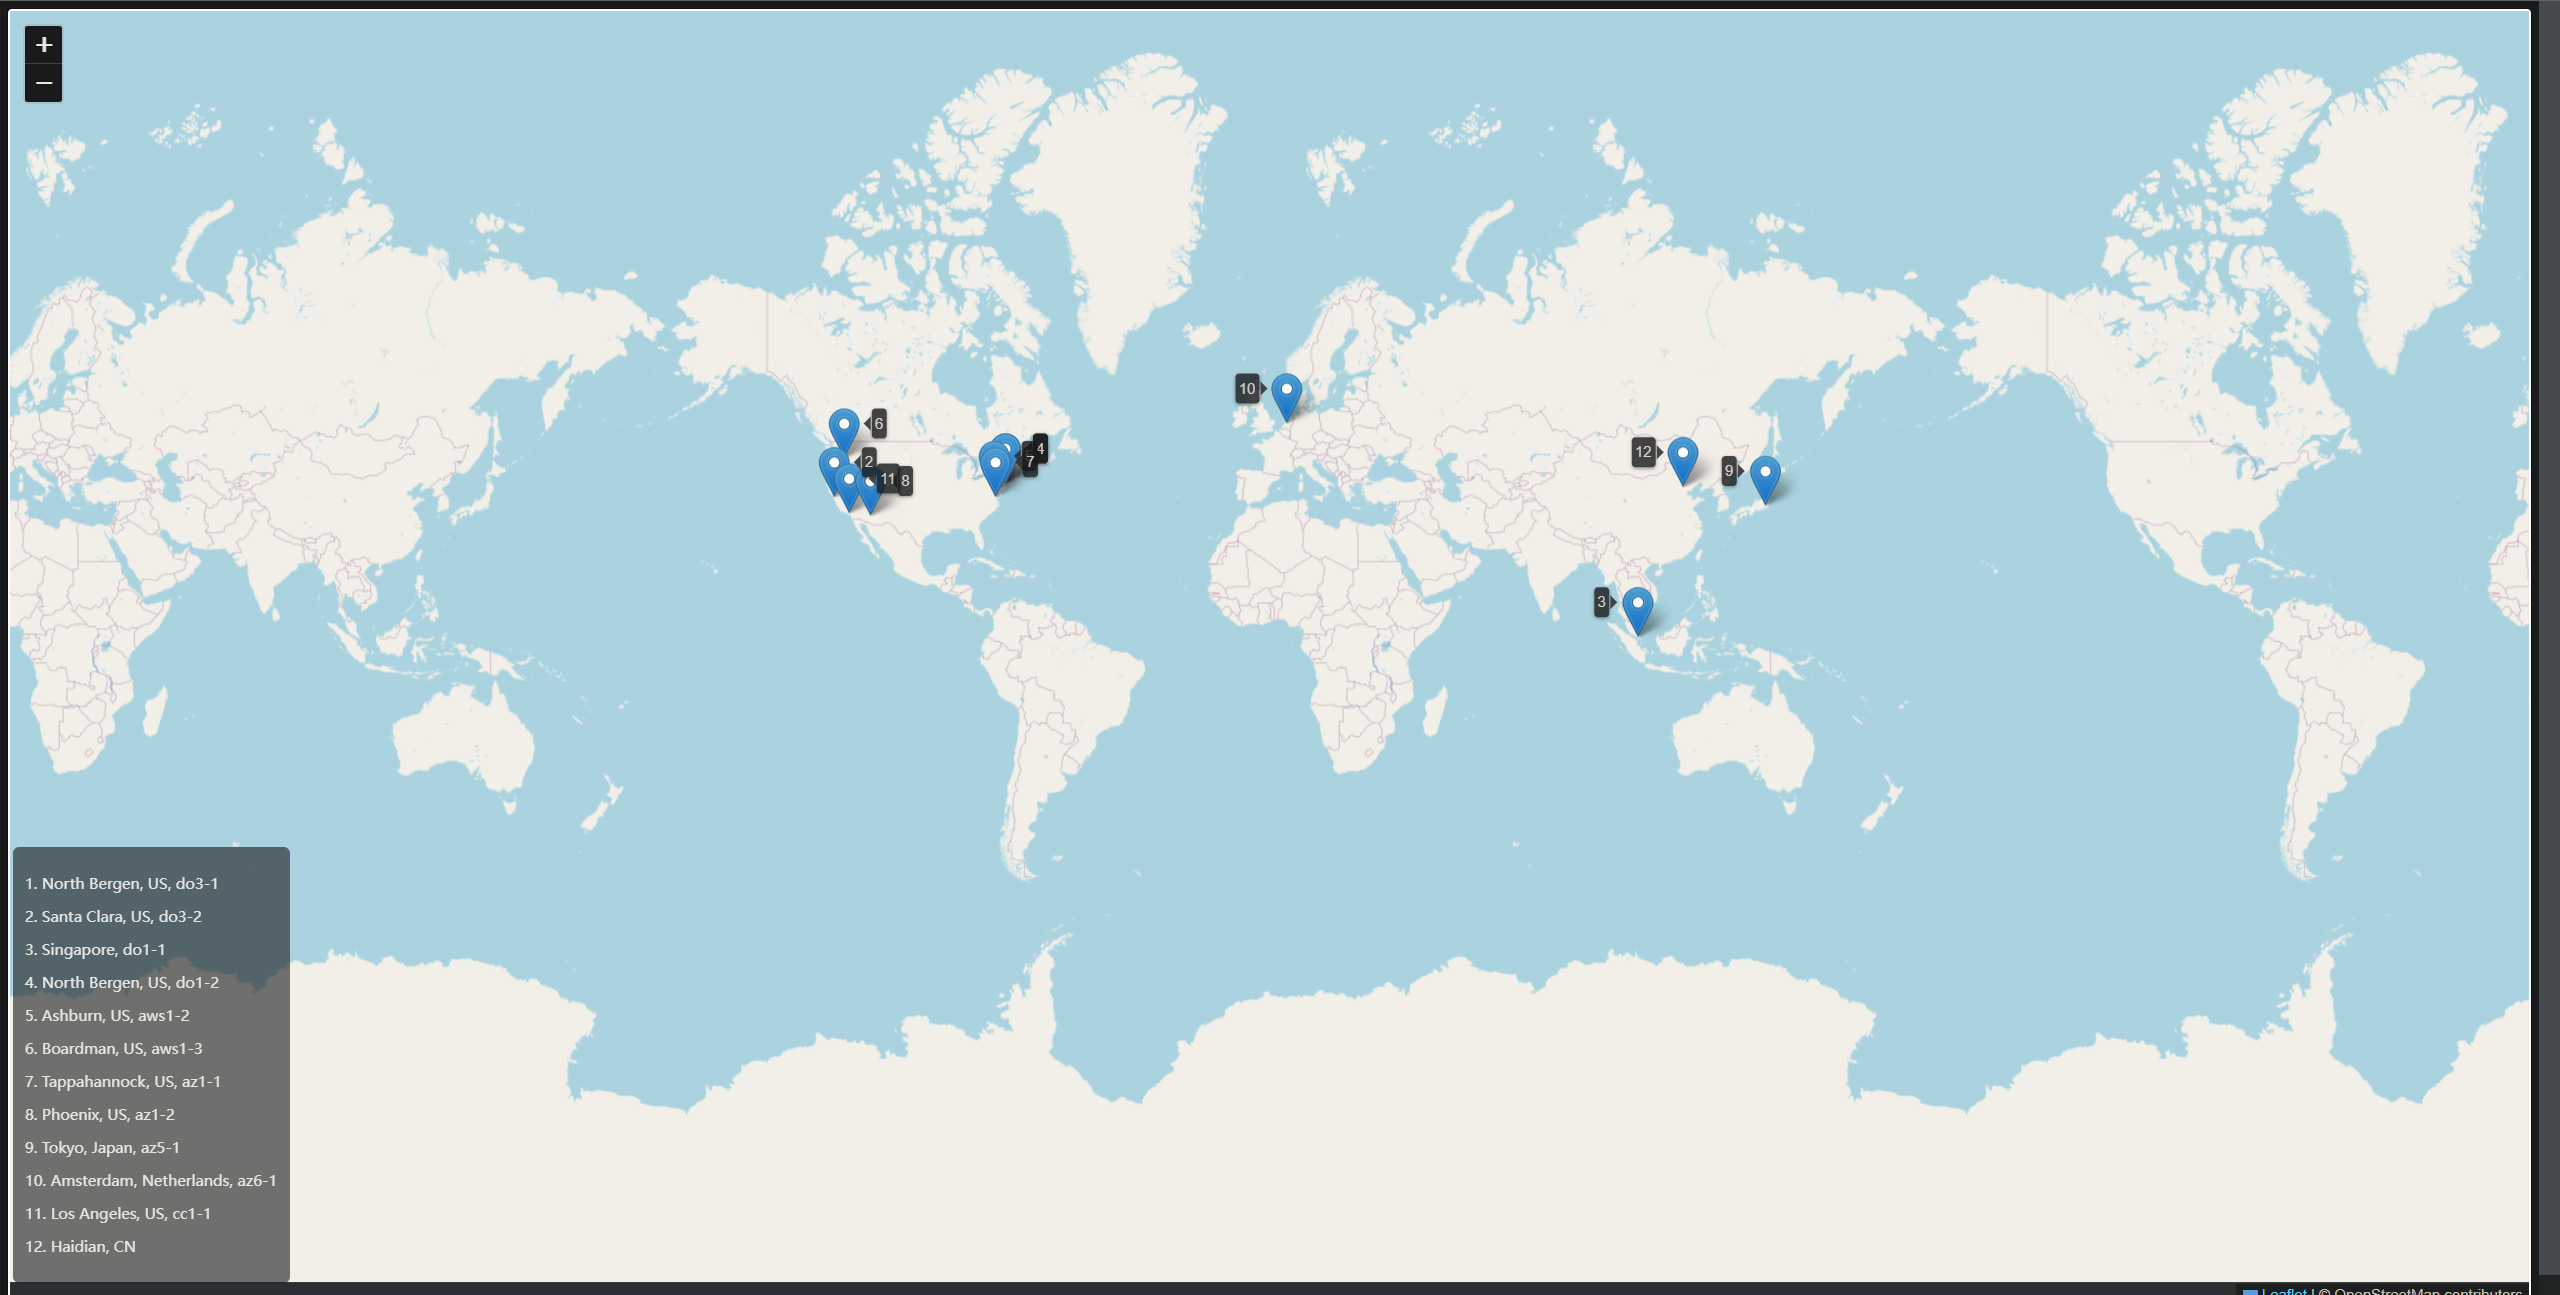 +
−
10
6
4
7
2
11
8
12
9
3
1. North Bergen, US, do3-1
2. Santa Clara, US, do3-2
3. Singapore, do1-1
4. North Bergen, US, do1-2
5. Ashburn, US, aws1-2
6. Boardman, US, aws1-3
7. Tappahannock, US, az1-1
8. Phoenix, US, az1-2
9. Tokyo, Japan, az5-1
10. Amsterdam, Netherlands, az6-1
11. Los Angeles, US, cc1-1
12. Haidian, CN
Leaflet | © OpenStreetMap contributors